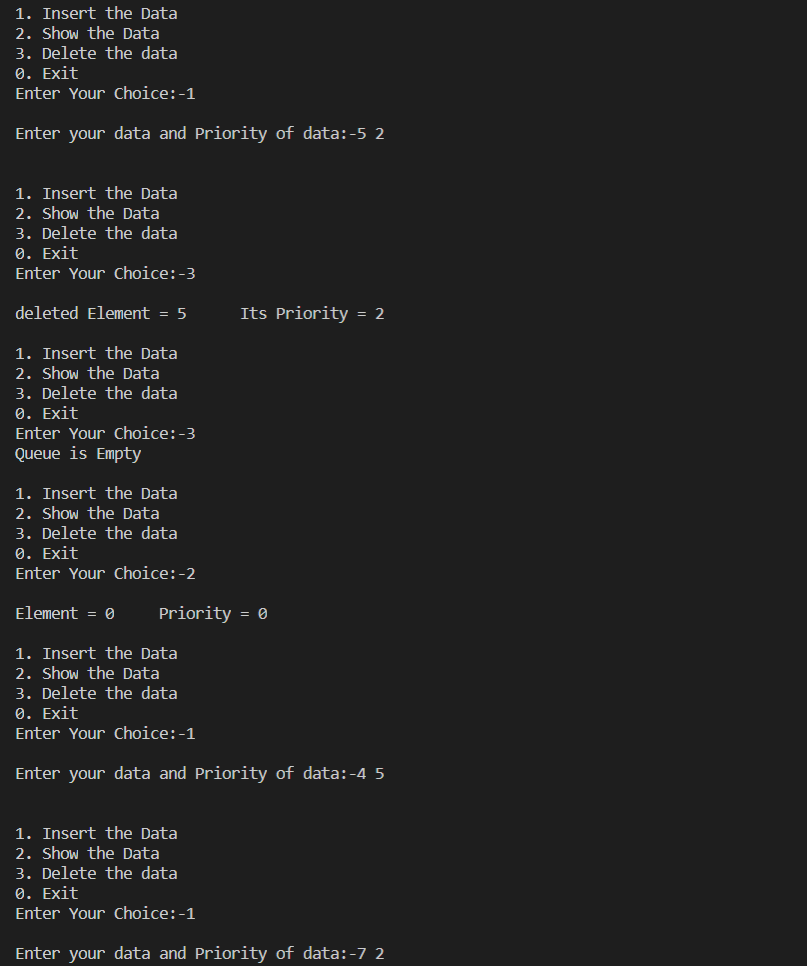 1. Insert the Data
2. Show the Data
3. Delete the data
0. Exit
Enter Your Choice:-1
Enter your data and Priority of data:-5 2
1. Insert the Data
2. Show the Data
3. Delete the data
0. Exit
Enter Your Choice:-3
deleted Element = 5      Its Priority = 2
1. Insert the Data
2. Show the Data
3. Delete the data
0. Exit
Enter Your Choice:-3
Queue is Empty
1. Insert the Data
2. Show the Data
3. Delete the data
0. Exit
Enter Your Choice:-2
Element = 0     Priority = 0
1. Insert the Data
2. Show the Data
3. Delete the data
0. Exit
Enter Your Choice:-1
Enter your data and Priority of data:-4 5
1. Insert the Data
2. Show the Data
3. Delete the data
0. Exit
Enter Your Choice:-1
Enter your data and Priority of data:-7 2